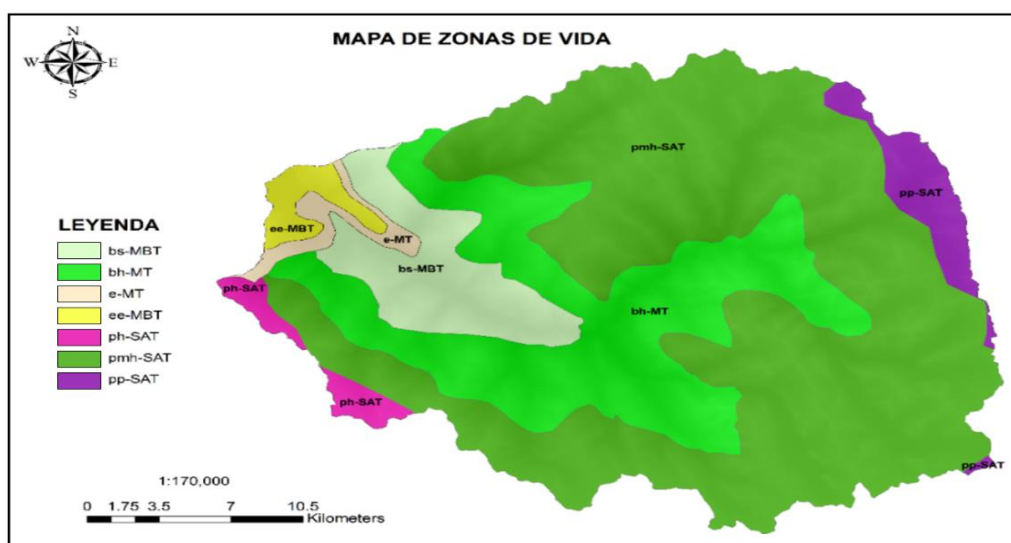 MAPA DE ZONAS DE VIDA
N
W
E
S
pmh-SAT
pp-SAT
ee-MBT
e-MT
bs-MBT
ph-SAT
bh-MT
ph-SAT
pp-SAT
LEYENDA
bs-MBT
bh-MT
e-MT
ee-MBT
ph-SAT
pmh-SAT
pp-SAT
1:170,000
0 1.75 3.5 7 10.5
Kilometers